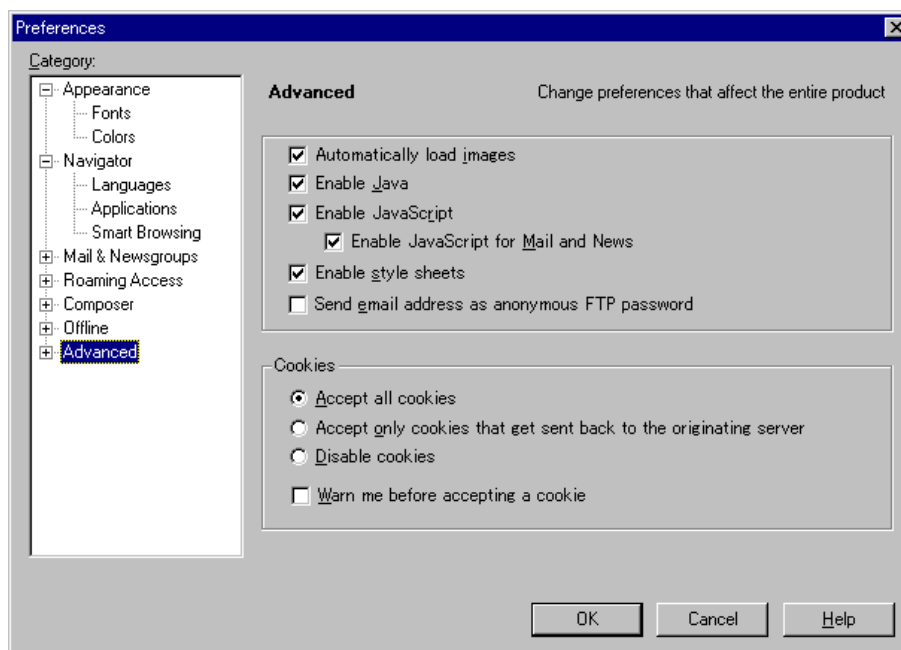 Preferences
Category:
Appearance
Fonts
Colors
Navigator
Languages
Applications
Smart Browsing
Mail & Newsgroups
Roaming Access
Composer
Offline
Advanced
Advanced
Change preferences that affect the entire product
Automatically load images
Enable Java
Enable JavaScript
Enable JavaScript for Mail and News
Enable style sheets
Send email address as anonymous FTP password
Cookies
Accept all cookies
Accept only cookies that get sent back to the originating server
Disable cookies
Warn me before accepting a cookie
OK
Cancel
Help